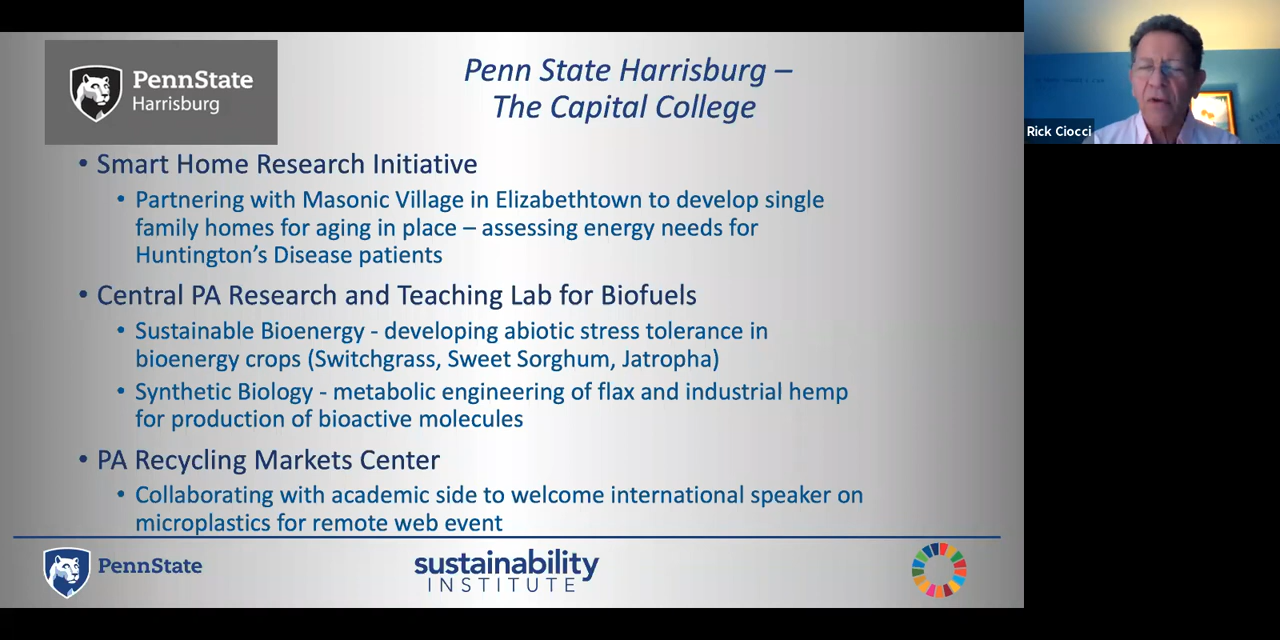 PennState
Harrisburg
Penn State Harrisburg –
The Capital College
Rick Ciocci
• Smart Home Research Initiative
• Partnering with Masonic Village in Elizabethtown to develop single
family homes for aging in place – assessing energy needs for
Huntington's Disease patients
• Central PA Research and Teaching Lab for Biofuels
• Sustainable Bioenergy - developing abiotic stress tolerance in
bioenergy crops (Switchgrass, Sweet Sorghum, Jatropha)
• Synthetic Biology - metabolic engineering of flax and industrial hemp
for production of bioactive molecules
• PA Recycling Markets Center
• Collaborating with academic side to welcome international speaker on
microplastics for remote web event
PennState
sustainability
INSTITUTE